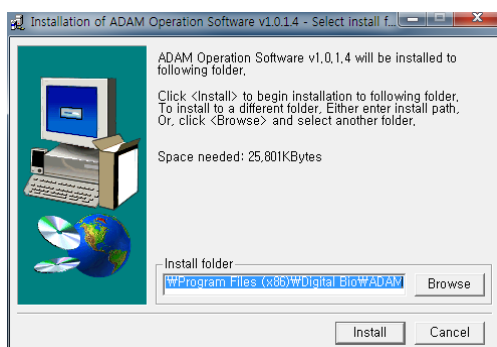 Installation of ADAM Operation Software v1.0.1.4 - Select install f...
ADAM Operation Software v1,0,1,4 will be installed to
following folder,
Click <Install> to begin installation to following folder,
To install to a different folder, Either enter install path,
Or, click <Browse> and select another folder,
Space needed: 25,801KBytes
Install folder
₩Program Files (x86)₩Digital Bio₩ADAM
Browse
Install
Cancel